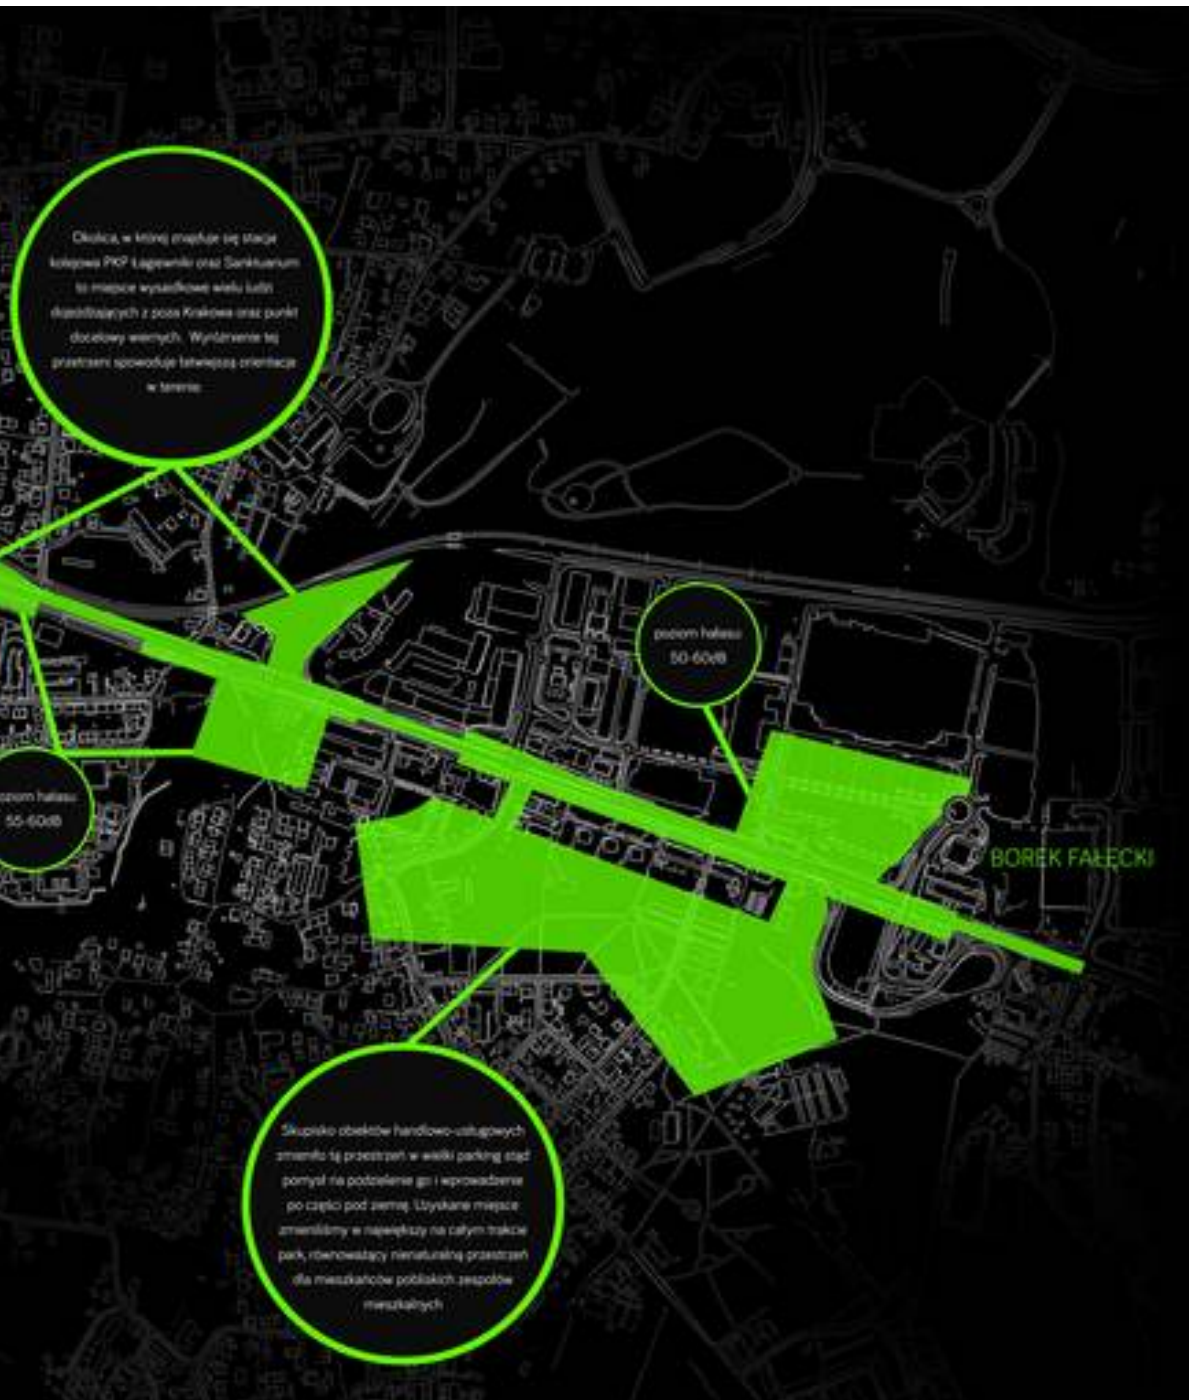 Okolica, w której znajduje się stacja
kolejowa PKP Łagiewniki oraz Sanktuarium
to miejsce wysiadkowe wielu ludzi
dojeżdżających z poza Krakowa oraz punkt
docelowy wiernych. Wyróżnienie tej
przestrzeni spowoduje łatwiejszą orientację
w terenie
poziom hałasu
50-60dB
poziom hałasu
55-60dB
BOREK FAŁĘCKI
Skupisko obiektów handlowo-usługowych
zmieniło tą przestrzeń w wielki parking stąd
pomysł na podzielenie go i wprowadzenie
po części pod ziemię. Uzyskane miejsce
zmieniliśmy w największy na całym trakcie
park, równoważący nienaturalną przestrzeń
dla mieszkańców pobliskich zespołów
mieszkalnych